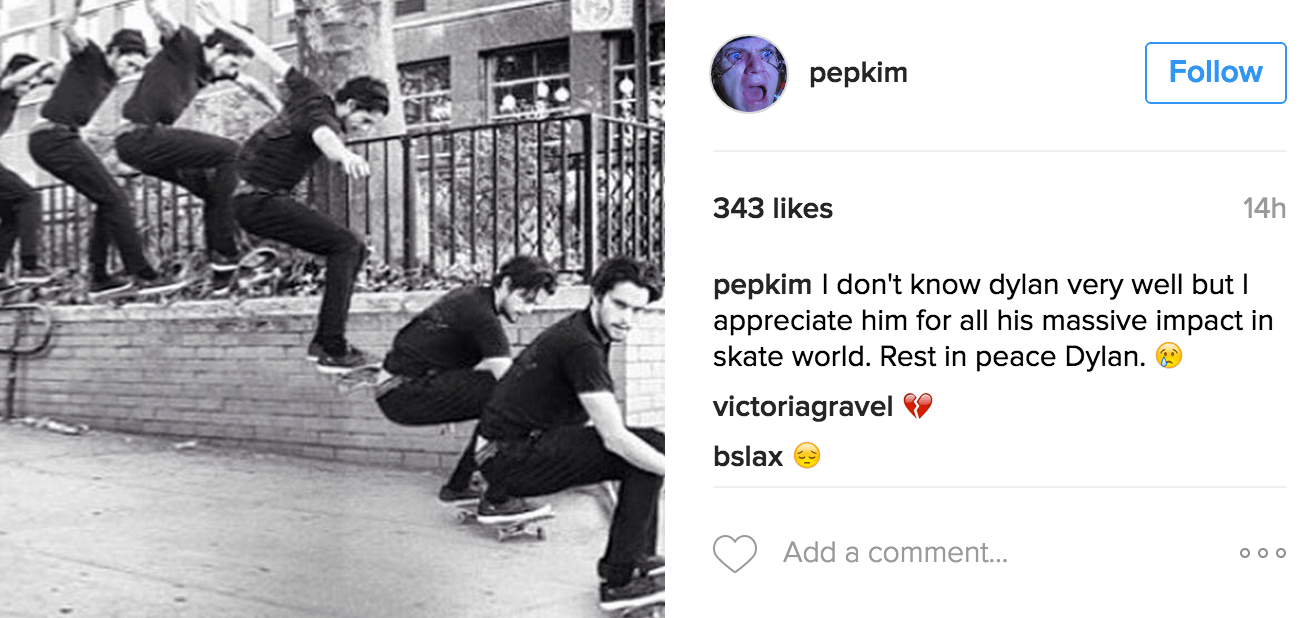 pepkim
Follow
343 likes
14h
pepkim I don't know dylan very well but I
appreciate him for all his massive impact in
skate world. Rest in peace Dylan. 😢
victoriagravel 💔
bslax 😔
Add a comment...